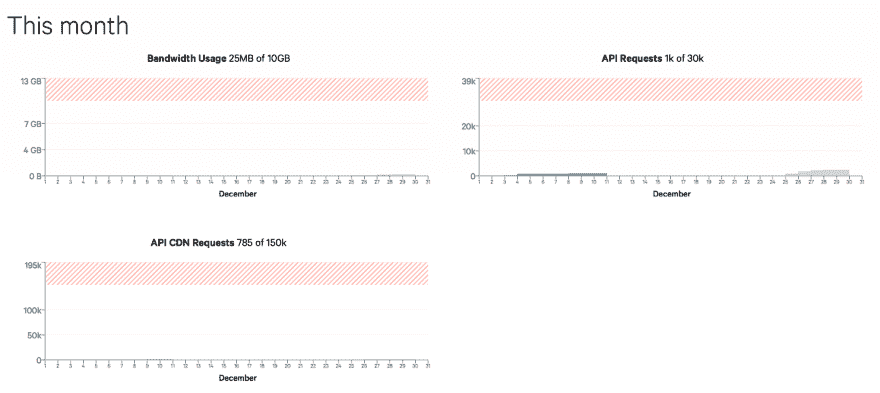 This month
Bandwidth Usage 25MB of 10GB
13 GB
7 GB
4 GB
0 B
1 2 3 4 5 6 7 8 9 10 11 12 13 14 15 16 17 18 19 20 21 22 23 24 25 26 27 28 29 30 31
December
API Requests 1k of 30k
39k
20k
10k
0
1 2 3 4 5 6 7 8 9 10 11 12 13 14 15 16 17 18 19 20 21 22 23 24 25 26 27 28 29 30 31
December
API CDN Requests 785 of 150k
195k
100k
50k
0
1 2 3 4 5 6 7 8 9 10 11 12 13 14 15 16 17 18 19 20 21 22 23 24 25 26 27 28 29 30 31
December